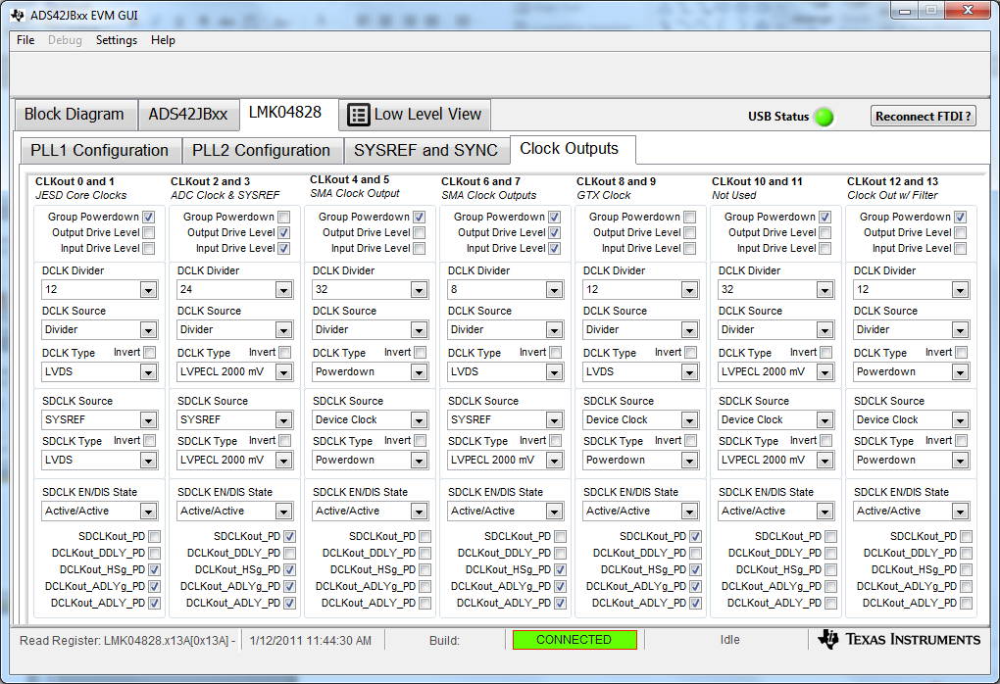 ADS42JBxx EVM GUI
File Debug Settings Help
Block Diagram ADS42JBxx LMK04828 Low Level View USB Status Reconnect FTDI ?
PLL1 Configuration PLL2 Configuration SYSREF and SYNC Clock Outputs
CLKout 0 and 1 CLKout 2 and 3 CLKout 4 and 5 CLKout 6 and 7 CLKout 8 and 9 CLKout 10 and 11 CLKout 12 and 13
JESD Core Clocks ADC Clock & SYSREF SMA Clock Output SMA Clock Outputs GTX Clock Not Used Clock Out w/ Filter
Group Powerdown Group Powerdown Group Powerdown Group Powerdown Group Powerdown Group Powerdown Group Powerdown
Output Drive Level Output Drive Level Output Drive Level Output Drive Level Output Drive Level Output Drive Level Output Drive Level
Input Drive Level Input Drive Level Input Drive Level Input Drive Level Input Drive Level Input Drive Level Input Drive Level
DCLK Divider DCLK Divider DCLK Divider DCLK Divider DCLK Divider DCLK Divider DCLK Divider
12 24 32 8 12 32 12
DCLK Source DCLK Source DCLK Source DCLK Source DCLK Source DCLK Source DCLK Source
Divider Divider Divider Divider Divider Divider Divider
DCLK Type Invert DCLK Type Invert DCLK Type Invert DCLK Type Invert DCLK Type Invert DCLK Type Invert DCLK Type Invert
LVDS LVPECL 2000 mV Powerdown LVDS LVDS LVPECL 2000 mV Powerdown
SDCLK Source SDCLK Source SDCLK Source SDCLK Source SDCLK Source SDCLK Source SDCLK Source
SYSREF SYSREF Device Clock SYSREF Device Clock Device Clock Device Clock
SDCLK Type Invert SDCLK Type Invert SDCLK Type Invert SDCLK Type Invert SDCLK Type Invert SDCLK Type Invert SDCLK Type Invert
LVDS LVPECL 2000 mV Powerdown LVPECL 2000 mV Powerdown LVPECL 2000 mV Powerdown
SDCLK EN/DIS State SDCLK EN/DIS State SDCLK EN/DIS State SDCLK EN/DIS State SDCLK EN/DIS State SDCLK EN/DIS State SDCLK EN/DIS State
Active/Active Active/Active Active/Active Active/Active Active/Active Active/Active Active/Active
SDCLKout_PD SDCLKout_PD SDCLKout_PD SDCLKout_PD SDCLKout_PD SDCLKout_PD SDCLKout_PD
DCLKout_DDLY_PD DCLKout_DDLY_PD DCLKout_DDLY_PD DCLKout_DDLY_PD DCLKout_DDLY_PD DCLKout_DDLY_PD DCLKout_DDLY_PD
DCLKout_HSg_PD DCLKout_HSg_PD DCLKout_HSg_PD DCLKout_HSg_PD DCLKout_HSg_PD DCLKout_HSg_PD DCLKout_HSg_PD
DCLKout_ADLYg_PD DCLKout_ADLYg_PD DCLKout_ADLYg_PD DCLKout_ADLYg_PD DCLKout_ADLYg_PD DCLKout_ADLYg_PD DCLKout_ADLYg_PD
DCLKout_ADLY_PD DCLKout_ADLY_PD DCLKout_ADLY_PD DCLKout_ADLY_PD DCLKout_ADLY_PD DCLKout_ADLY_PD DCLKout_ADLY_PD
Read Register: LMK04828.x13A[0x13A] - 1/12/2011 11:44:30 AM Build: CONNECTED Idle TEXAS INSTRUMENTS